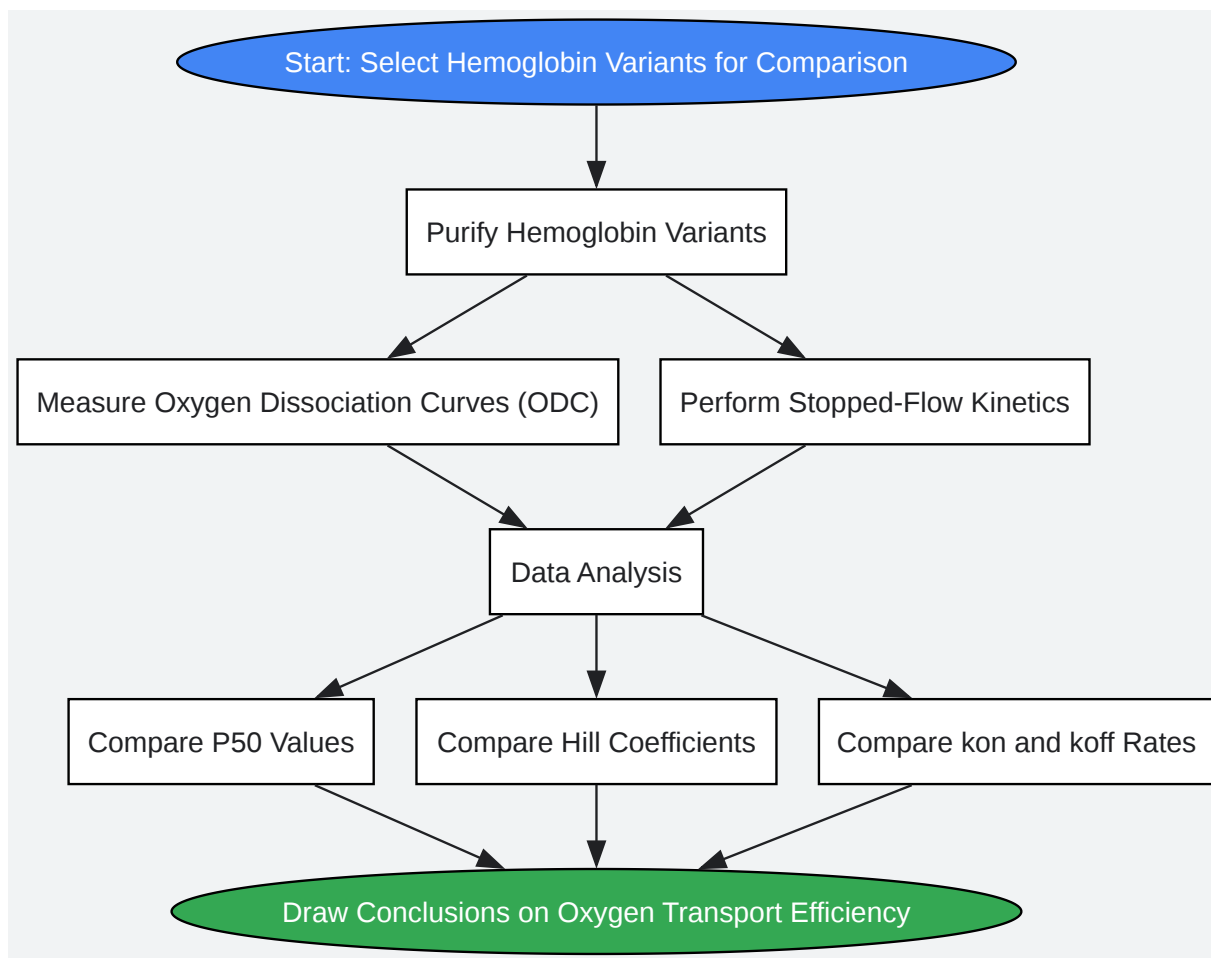 Start: Select Hemoglobin Variants for Comparison
Purify Hemoglobin Variants
Measure Oxygen Dissociation Curves (ODC)
Perform Stopped-Flow Kinetics
Data Analysis
Compare P50 Values
Compare Hill Coefficients
Compare kon and koff Rates
Draw Conclusions on Oxygen Transport Efficiency